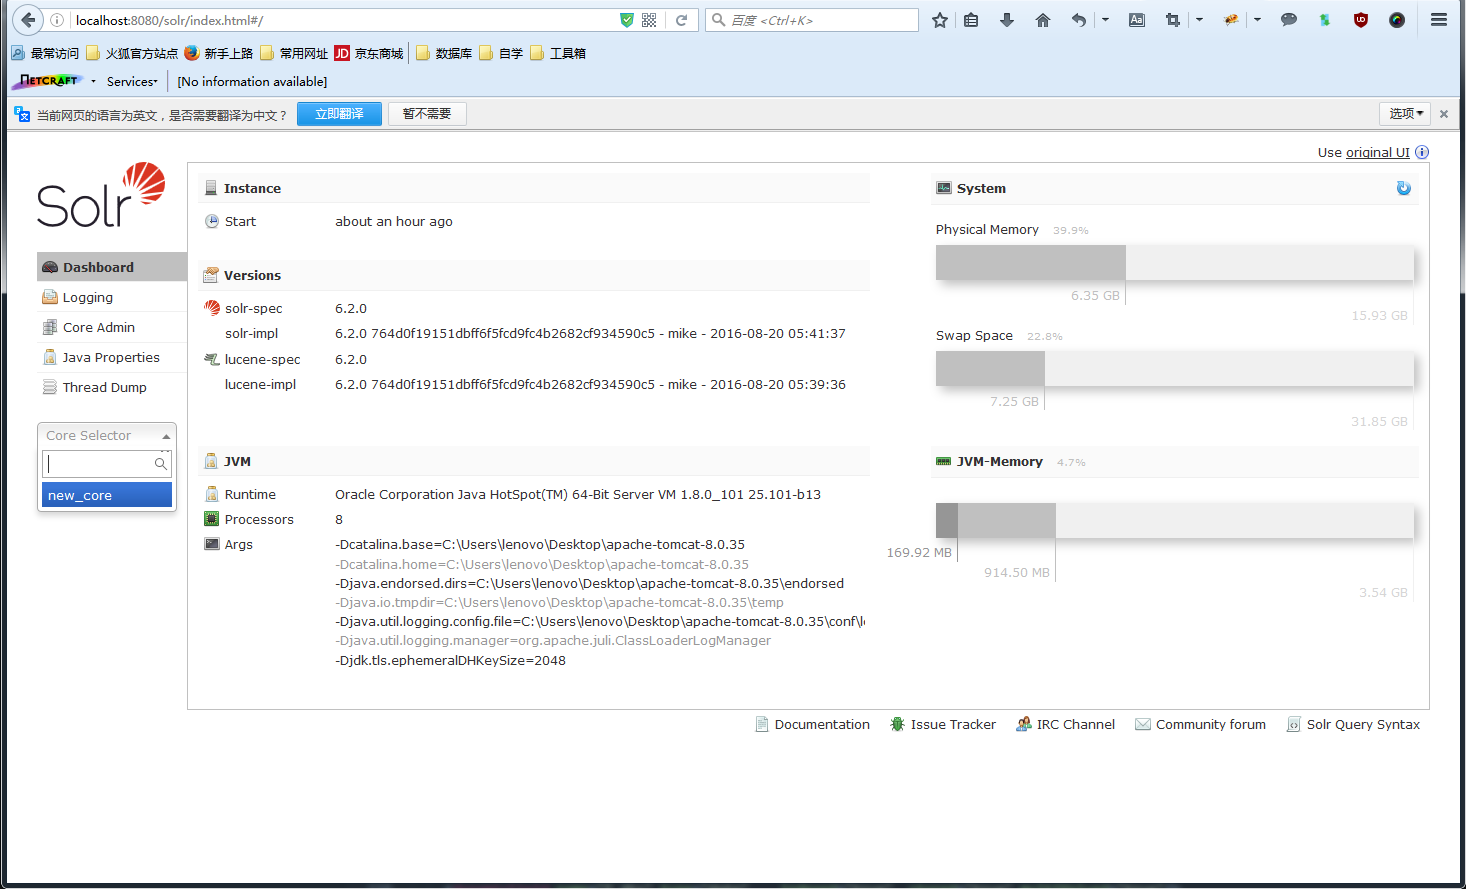 localhost:8080/solr/index.html#/
百度 <Ctrl+K>
最常访问 火狐官方站点 新手上路 常用网址 JD 京东商城 数据库 自学 工具箱
NETCRAFT Services [No information available]
当前网页的语言为英文，是否需要翻译为中文？ 立即翻译 暂不需要 选项
Use original UI
Solr
Dashboard
Logging
Core Admin
Java Properties
Thread Dump
Core Selector
new_core
Instance
Start about an hour ago
Versions
solr-spec 6.2.0
solr-impl 6.2.0 764d0f19151dbff6f5fcd9fc4b2682cf934590c5 - mike - 2016-08-20 05:41:37
lucene-spec 6.2.0
lucene-impl 6.2.0 764d0f19151dbff6f5fcd9fc4b2682cf934590c5 - mike - 2016-08-20 05:39:36
JVM
Runtime Oracle Corporation Java HotSpot(TM) 64-Bit Server VM 1.8.0_101 25.101-b13
Processors 8
Args -Dcatalina.base=C:\Users\lenovo\Desktop\apache-tomcat-8.0.35
-Dcatalina.home=C:\Users\lenovo\Desktop\apache-tomcat-8.0.35
-Djava.endorsed.dirs=C:\Users\lenovo\Desktop\apache-tomcat-8.0.35\endorsed
-Djava.io.tmpdir=C:\Users\lenovo\Desktop\apache-tomcat-8.0.35\temp
-Djava.util.logging.config.file=C:\Users\lenovo\Desktop\apache-tomcat-8.0.35\conf\l
-Djava.util.logging.manager=org.apache.juli.ClassLoaderLogManager
-Djdk.tls.ephemeralDHKeySize=2048
System
Physical Memory 39.9%
6.35 GB
15.93 GB
Swap Space 22.8%
7.25 GB
31.85 GB
JVM-Memory 4.7%
169.92 MB
914.50 MB
3.54 GB
Documentation Issue Tracker IRC Channel Community forum Solr Query Syntax